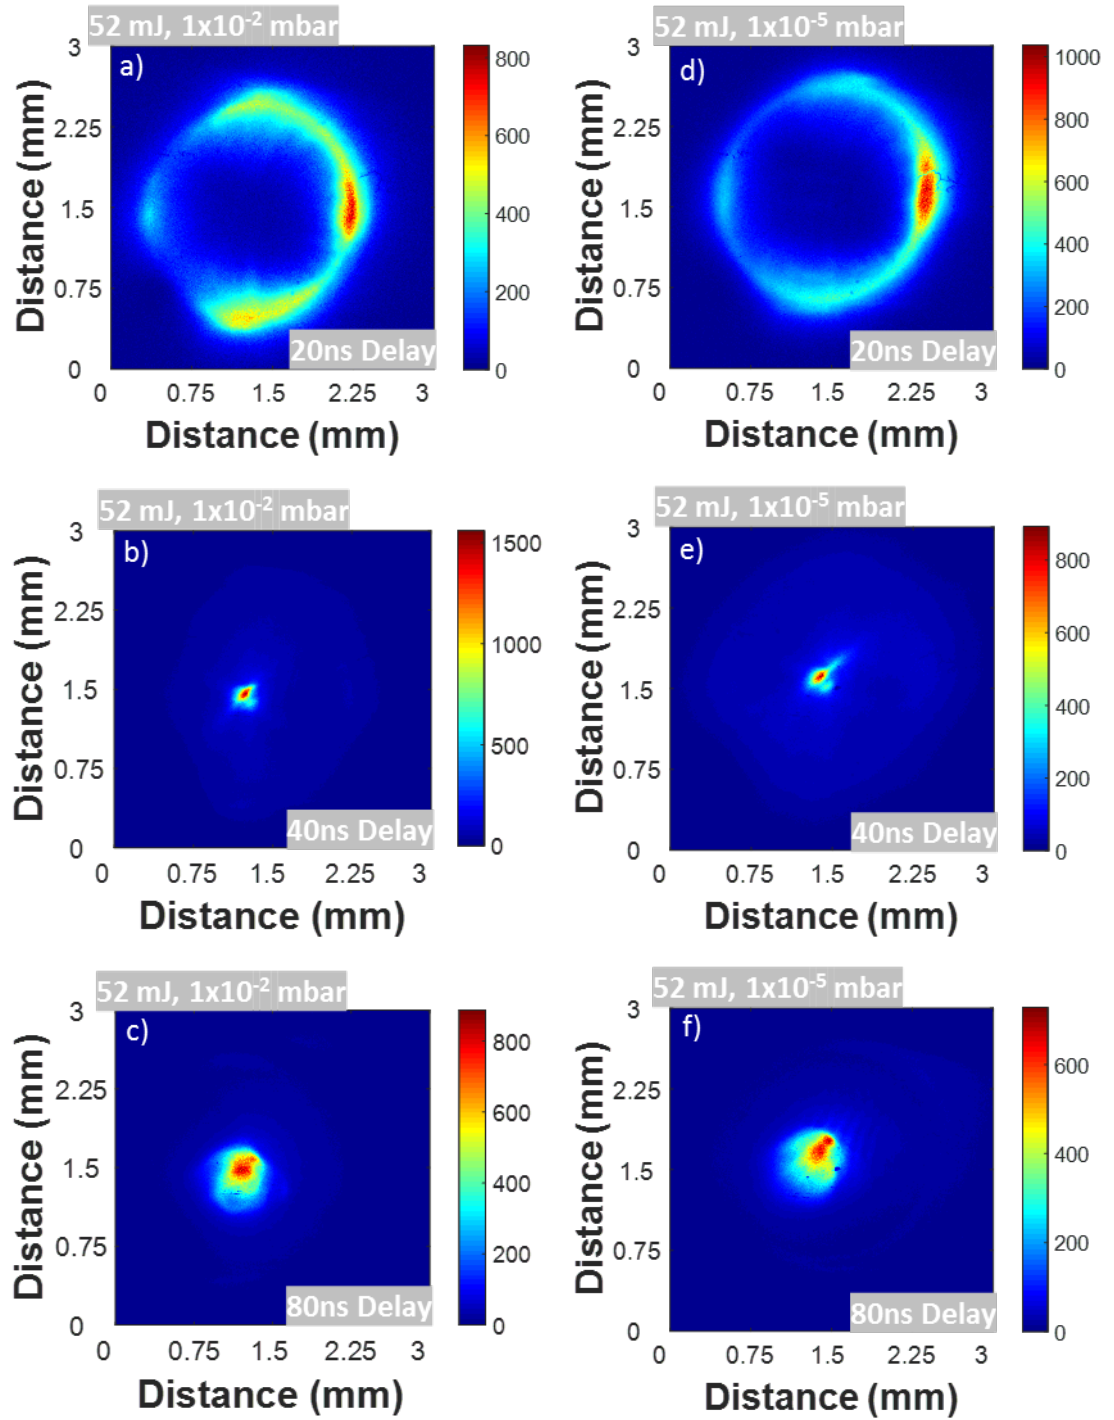 52 mJ, 1x10⁻² mbar
a)
3
2.25
1.5
0.75
0
0 0.75 1.5 2.25 3
Distance (mm)
Distance (mm)
20ns Delay
800
600
400
200
0
52 mJ, 1x10⁻⁵ mbar
d)
3
2.25
1.5
0.75
0
0 0.75 1.5 2.25 3
Distance (mm)
Distance (mm)
20ns Delay
1000
800
600
400
200
0
52 mJ, 1x10⁻² mbar
b)
3
2.25
1.5
0.75
0
0 0.75 1.5 2.25 3
Distance (mm)
Distance (mm)
40ns Delay
1500
1000
500
0
52 mJ, 1x10⁻⁵ mbar
e)
3
2.25
1.5
0.75
0
0 0.75 1.5 2.25 3
Distance (mm)
Distance (mm)
40ns Delay
800
600
400
200
0
52 mJ, 1x10⁻² mbar
c)
3
2.25
1.5
0.75
0
0 0.75 1.5 2.25 3
Distance (mm)
Distance (mm)
80ns Delay
800
600
400
200
0
52 mJ, 1x10⁻⁵ mbar
f)
3
2.25
1.5
0.75
0
0 0.75 1.5 2.25 3
Distance (mm)
Distance (mm)
80ns Delay
600
400
200
0